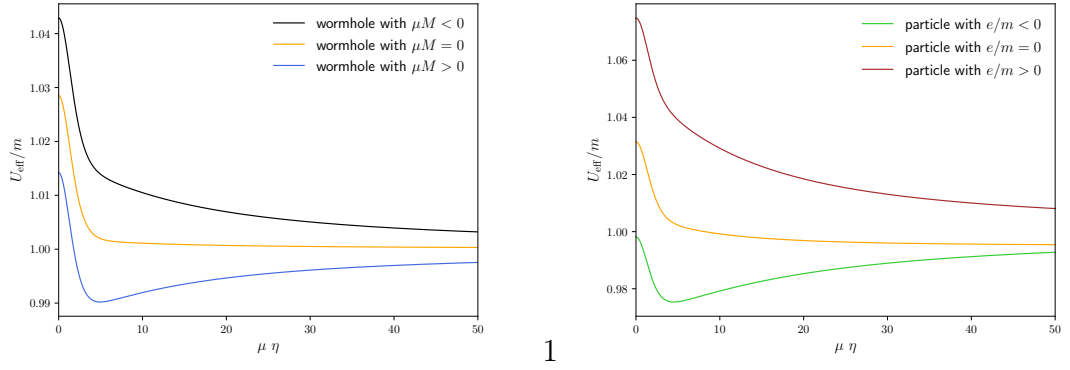 wormhole with μM < 0
wormhole with μM = 0
wormhole with μM > 0
1.04
1.03
1.02
1.01
1.00
0.99
U_eff/m
0 10 20 30 40 50
μ η
1
particle with e/m < 0
particle with e/m = 0
particle with e/m > 0
1.06
1.04
1.02
1.00
0.98
U_eff/m
0 10 20 30 40 50
μ η